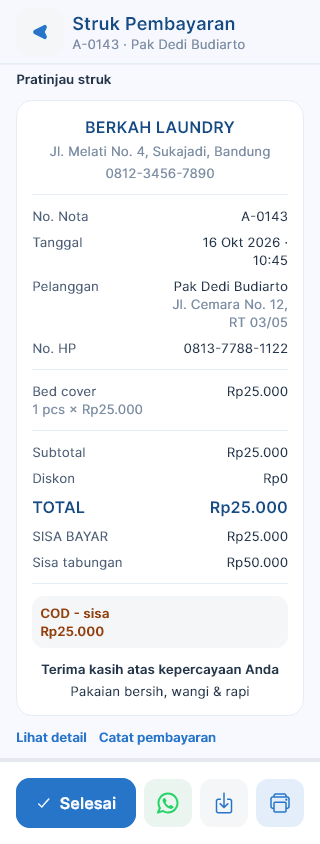 Struk Pembayaran
A-0143 · Pak Dedi Budiarto
Pratinjau struk
BERKAH LAUNDRY
Jl. Melati No. 4, Sukajadi, Bandung
0812-3456-7890
No. Nota A-0143
Tanggal 16 Okt 2026 ·
10:45
Pelanggan Pak Dedi Budiarto
Jl. Cemara No. 12,
RT 03/05
No. HP 0813-7788-1122
Bed cover Rp25.000
1 pcs × Rp25.000
Subtotal Rp25.000
Diskon Rp0
TOTAL Rp25.000
SISA BAYAR Rp25.000
Sisa tabungan Rp50.000
COD - sisa
Rp25.000
Terima kasih atas kepercayaan Anda
Pakaian bersih, wangi & rapi
Lihat detail Catat pembayaran
Selesai